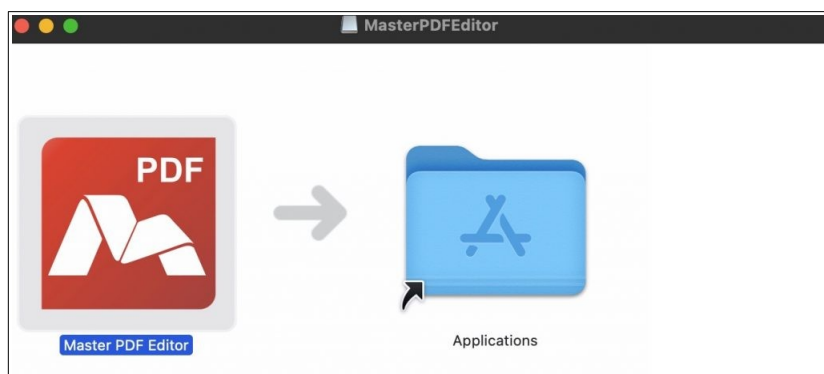 MasterPDFEditor
PDF
Master PDF Editor
Applications